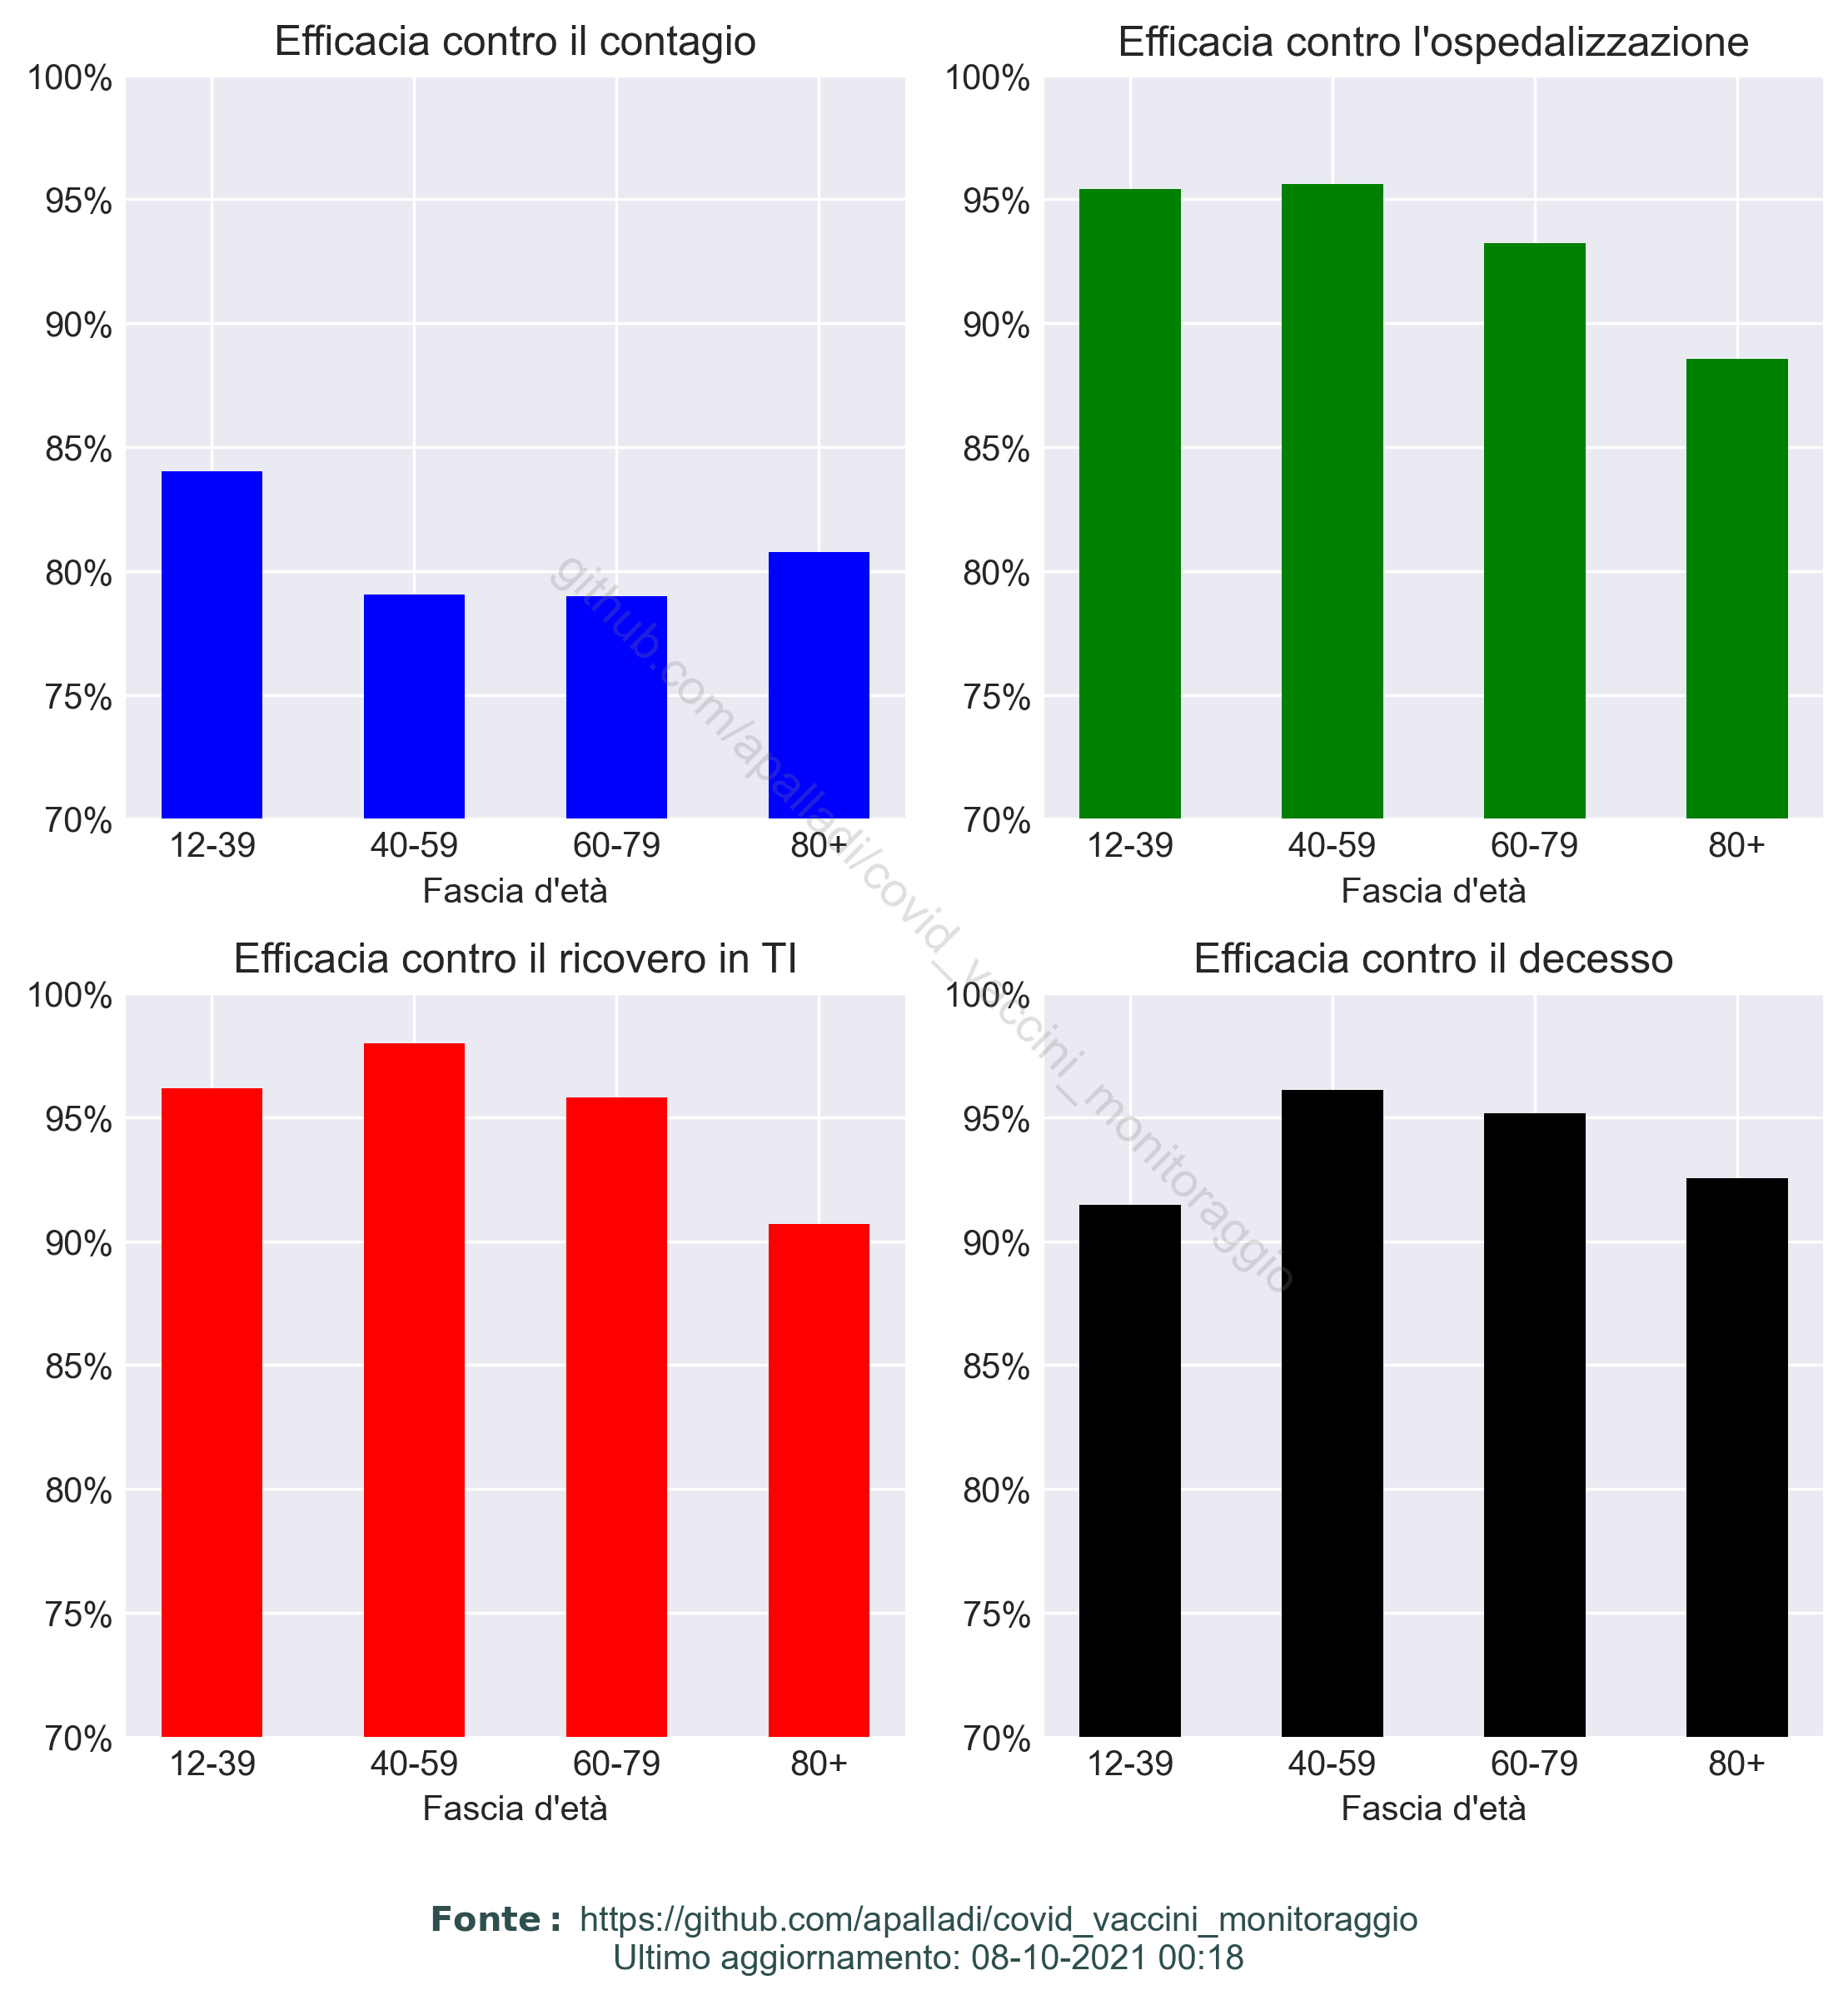 Efficacia contro il contagio
100%
95%
90%
85%
80%
75%
70%
12-39 40-59 60-79 80+
Fascia d'età
Efficacia contro l'ospedalizzazione
100%
95%
90%
85%
80%
75%
70%
12-39 40-59 60-79 80+
Fascia d'età
Efficacia contro il ricovero in TI
100%
95%
90%
85%
80%
75%
70%
12-39 40-59 60-79 80+
Fascia d'età
Efficacia contro il decesso
100%
95%
90%
85%
80%
75%
70%
12-39 40-59 60-79 80+
Fascia d'età
github.com/apalladi/covid_vaccini_monitoraggio
Fonte: https://github.com/apalladi/covid_vaccini_monitoraggio
Ultimo aggiornamento: 08-10-2021 00:18